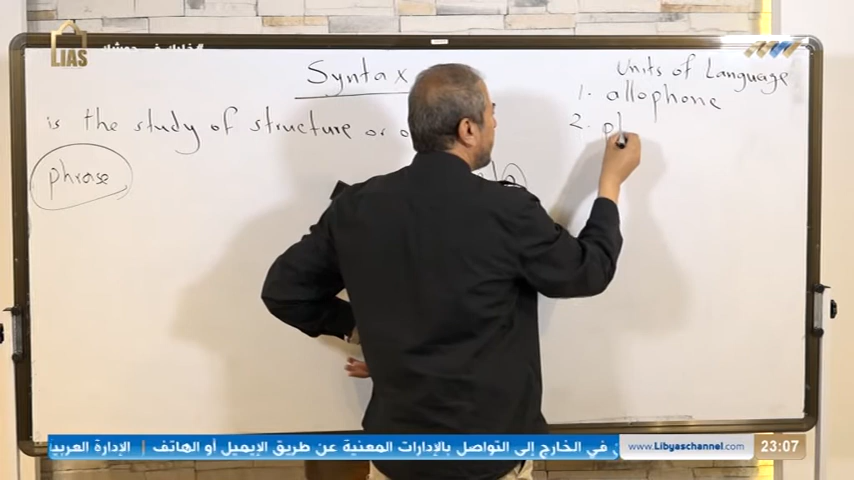 LIAS
Syntax
is the study of structure or o
phrase
Units of Language
1. allophone
2. ph
في الخارج إلى التواصل بالإدارات المعنية عن طريق الإيميل أو الهاتف | الإدارة العربية
www.Libyaschannel.com
23:07